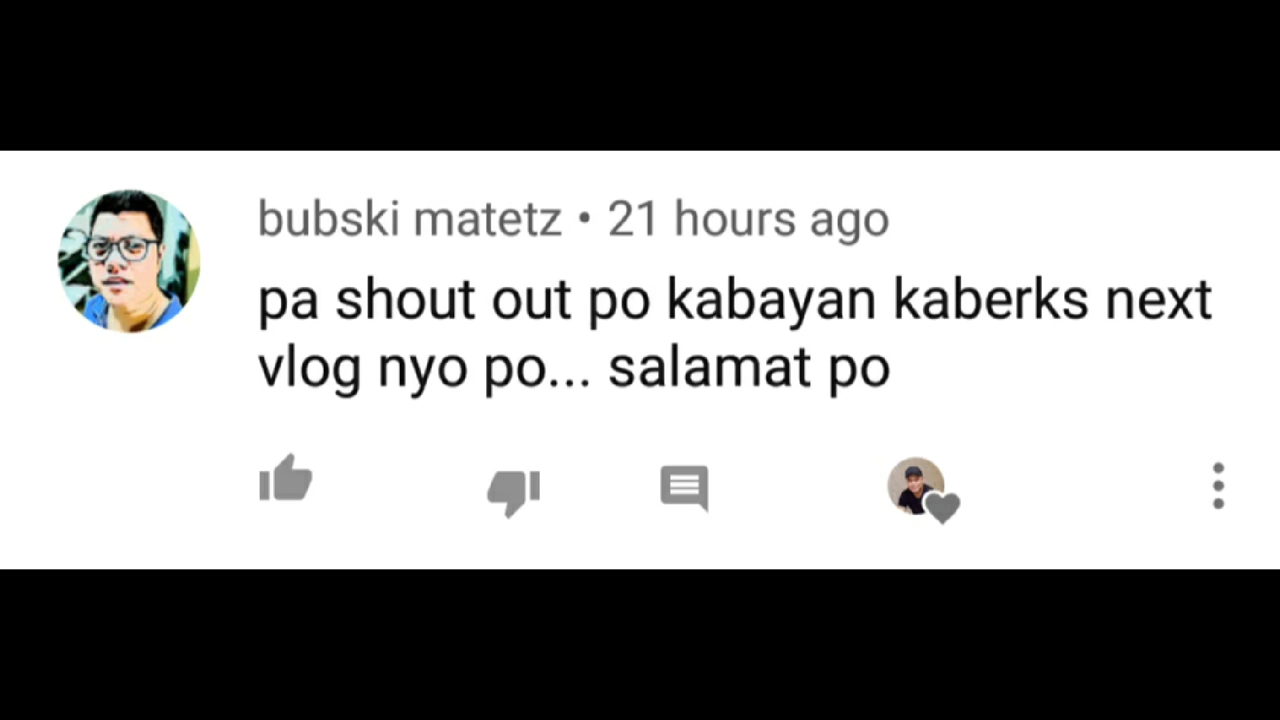 bubski matetz • 21 hours ago
pa shout out po kabayan kaberks next
vlog nyo po... salamat po